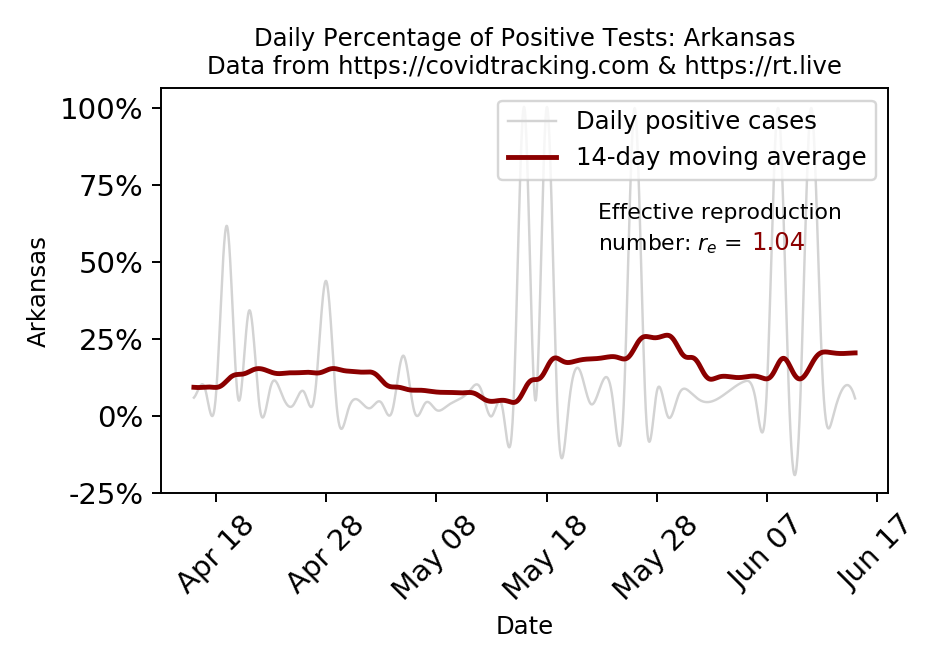 Daily Percentage of Positive Tests: Arkansas
Data from https://covidtracking.com & https://rt.live
100%
75%
50%
25%
0%
-25%
Arkansas
Daily positive cases
14-day moving average
Effective reproduction
number: rₑ = 1.04
Apr 18
Apr 28
May 08
May 18
May 28
Jun 07
Jun 17
Date